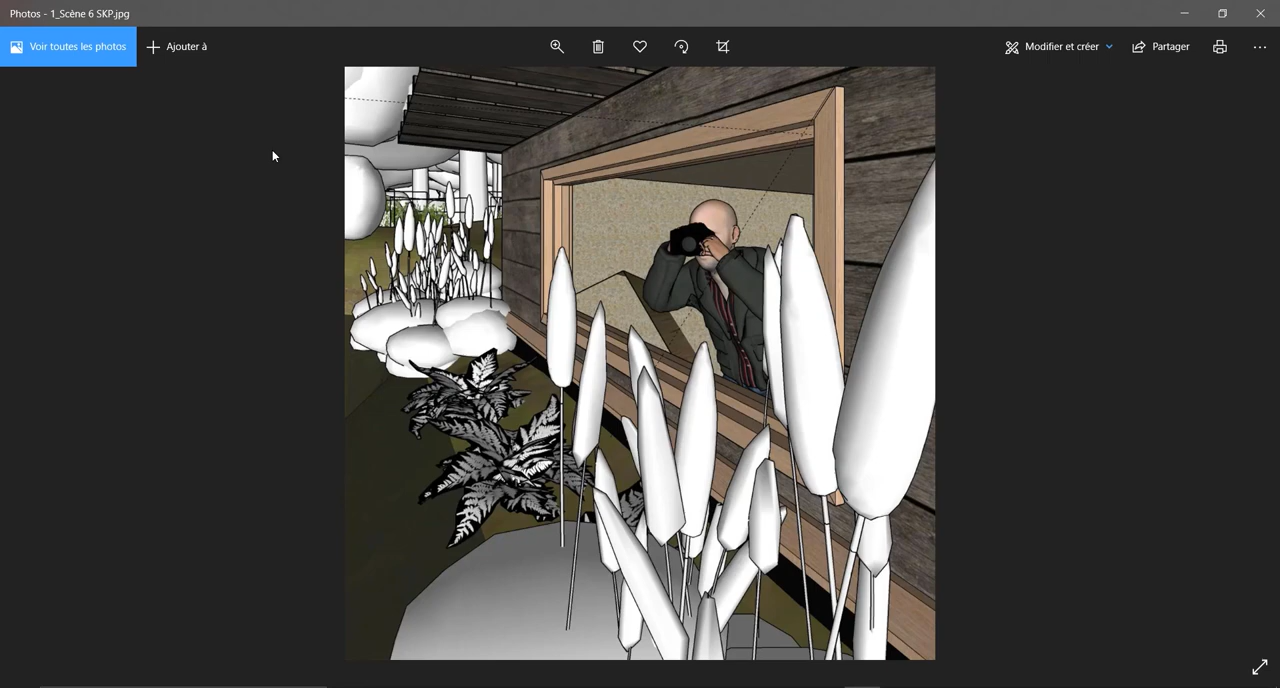 Photos - 1_Scène 6 SKP.jpg
Voir toutes les photos
Ajouter à
Modifier et créer
Partager